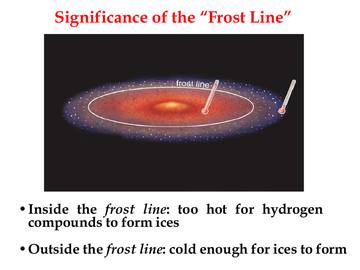 Significance of the “Frost Line”
frost line
• Inside the frost line: too hot for hydrogen
compounds to form ices
• Outside the frost line: cold enough for ices to form